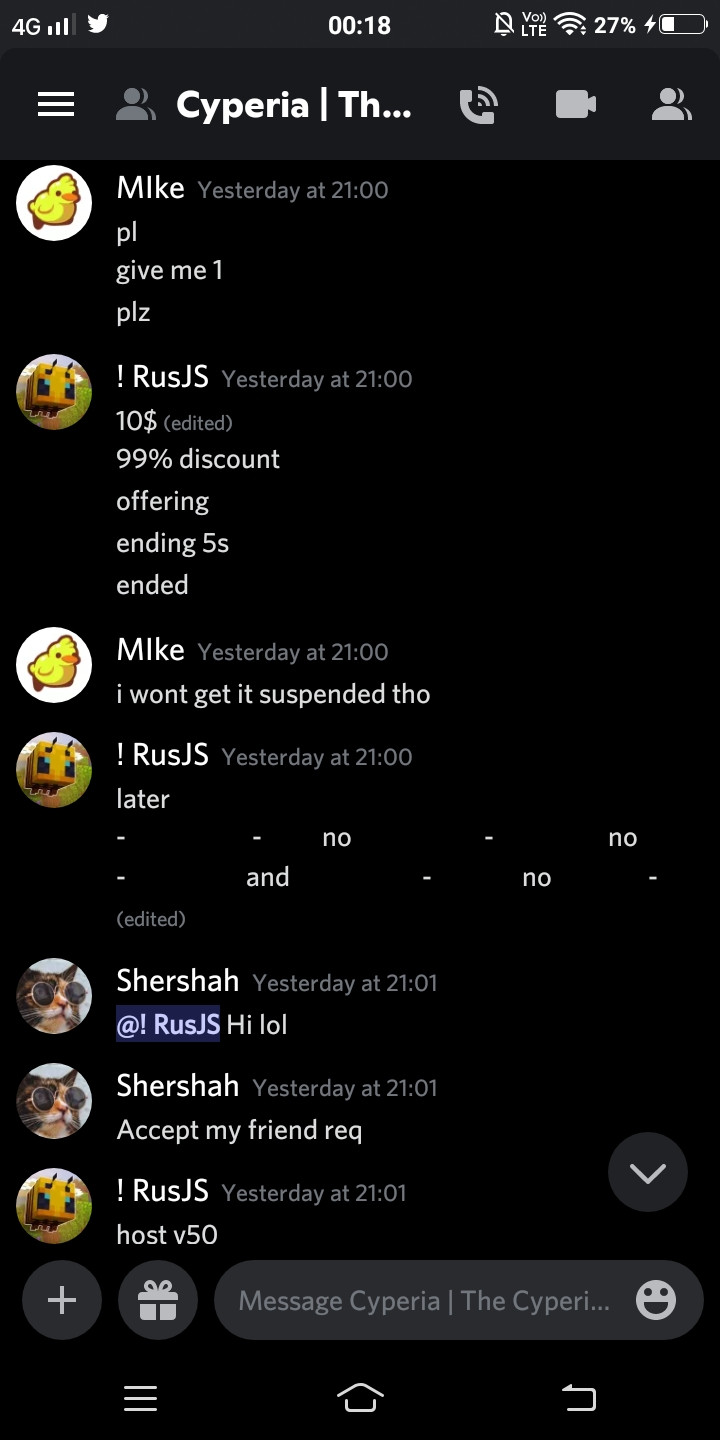 4G 00:18 Vo)) LTE 27%
Cyperia | Th...
MIke Yesterday at 21:00
pl
give me 1
plz
! RusJS Yesterday at 21:00
10$ (edited)
99% discount
offering
ending 5s
ended
MIke Yesterday at 21:00
i wont get it suspended tho
! RusJS Yesterday at 21:00
later
- - no - no
- and - no -
(edited)
Shershah Yesterday at 21:01
@! RusJS Hi lol
Shershah Yesterday at 21:01
Accept my friend req
! RusJS Yesterday at 21:01
host v50
Message Cyperia | The Cyperi...